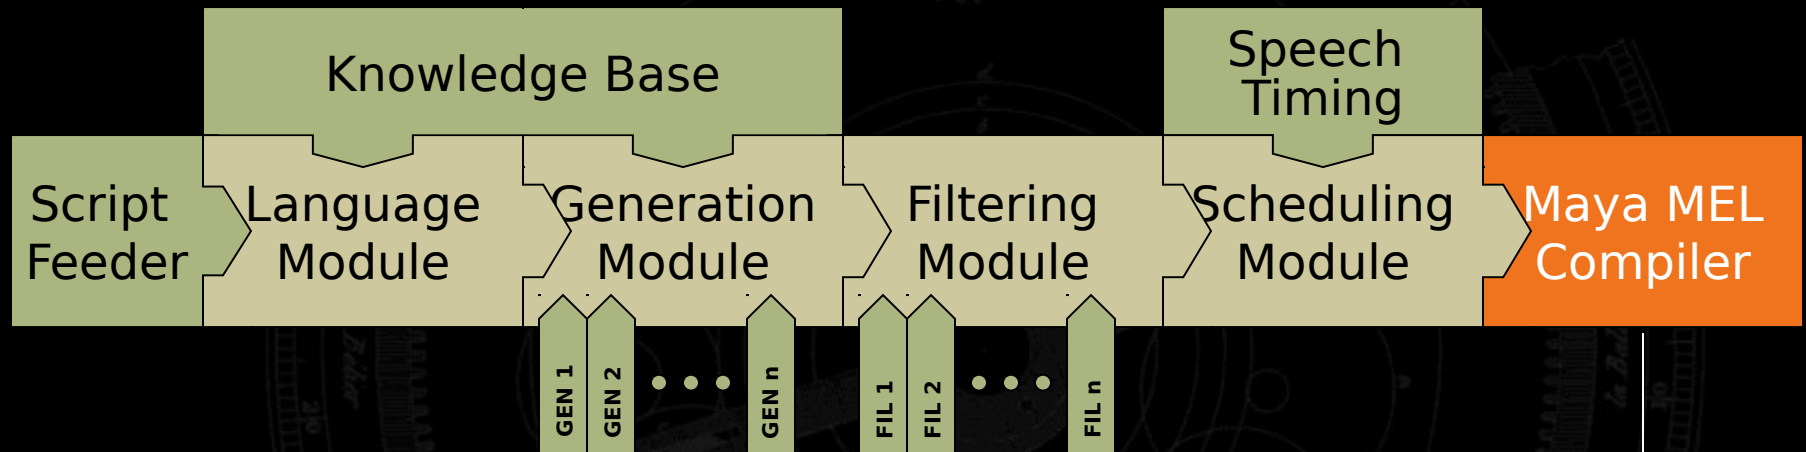 Knowledge Base
Speech
Timing
Script
Feeder
Language
Module
Generation
Module
Filtering
Module
Scheduling
Module
Maya MEL
Compiler
GEN 1
GEN 2
GEN n
FIL 1
FIL 2
FIL n